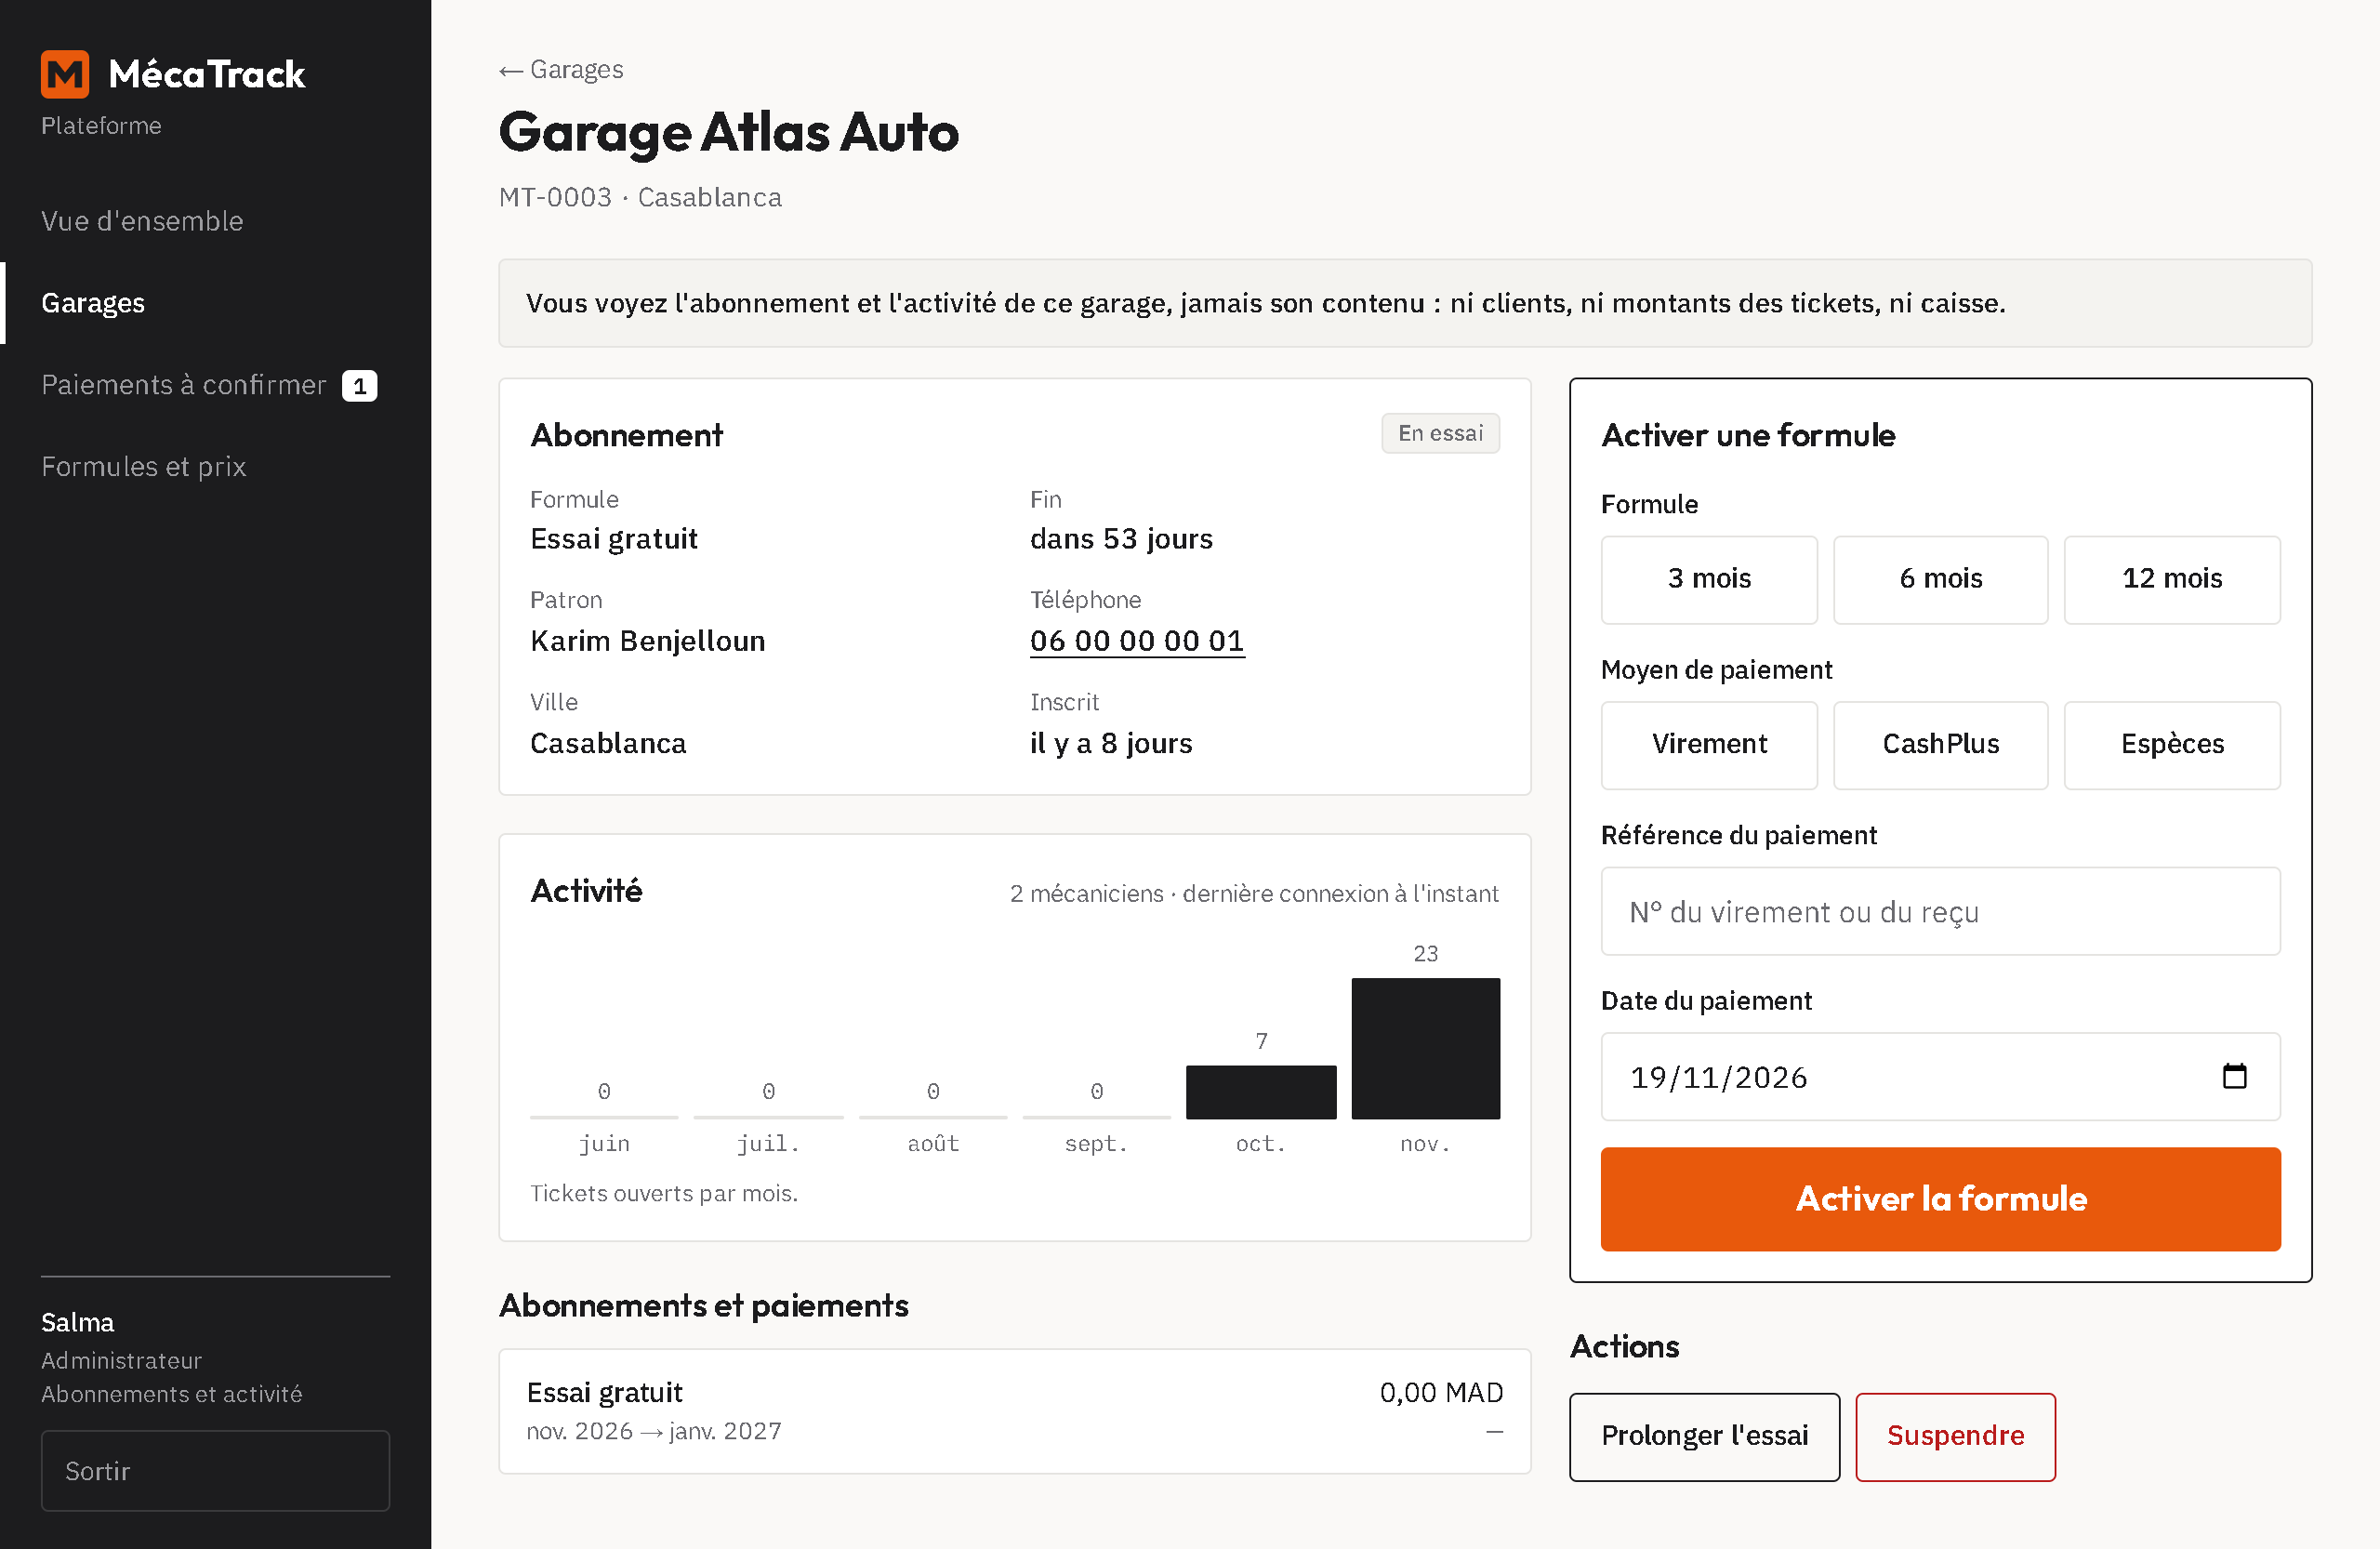 MécaTrack
Plateforme
Vue d'ensemble
Garages
Paiements à confirmer 1
Formules et prix
Salma
Administrateur
Abonnements et activité
Sortir
← Garages
Garage Atlas Auto
MT-0003 · Casablanca
Vous voyez l'abonnement et l'activité de ce garage, jamais son contenu : ni clients, ni montants des tickets, ni caisse.
Abonnement
En essai
Formule
Essai gratuit
Fin
dans 53 jours
Patron
Karim Benjelloun
Téléphone
06 00 00 00 01
Ville
Casablanca
Inscrit
il y a 8 jours
Activité
2 mécaniciens · dernière connexion à l'instant
0 0 0 0 7 23
juin juil. août sept. oct. nov.
Tickets ouverts par mois.
Abonnements et paiements
Essai gratuit 0,00 MAD
nov. 2026 → janv. 2027 —
Activer une formule
Formule
3 mois 6 mois 12 mois
Moyen de paiement
Virement CashPlus Espèces
Référence du paiement
N° du virement ou du reçu
Date du paiement
19/11/2026
Activer la formule
Actions
Prolonger l'essai Suspendre